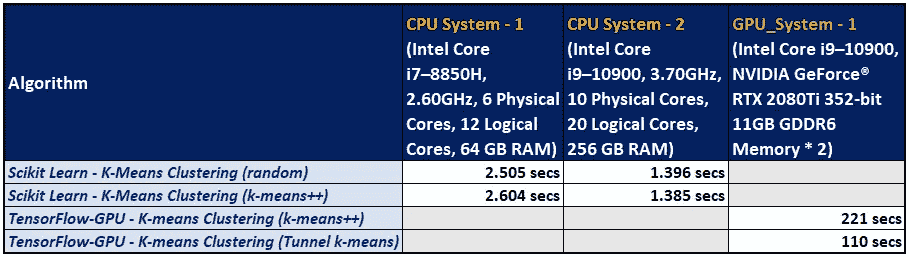 Algorithm
CPU System - 1
(Intel Core
i7–8850H,
2.60GHz, 6 Physical
Cores, 12 Logical
Cores, 64 GB RAM)
CPU System - 2
(Intel Core
i9–10900, 3.70GHz,
10 Physical Cores,
20 Logical Cores,
256 GB RAM)
GPU_System - 1
(Intel Core i9–10900,
NVIDIA GeForce®
RTX 2080Ti 352-bit
11GB GDDR6
Memory * 2)
Scikit Learn - K-Means Clustering (random) 2.505 secs 1.396 secs
Scikit Learn - K-Means Clustering (k-means++) 2.604 secs 1.385 secs
TensorFlow-GPU - K-means Clustering (k-means++) 221 secs
TensorFlow-GPU - K-means Clustering (Tunnel k-means) 110 secs